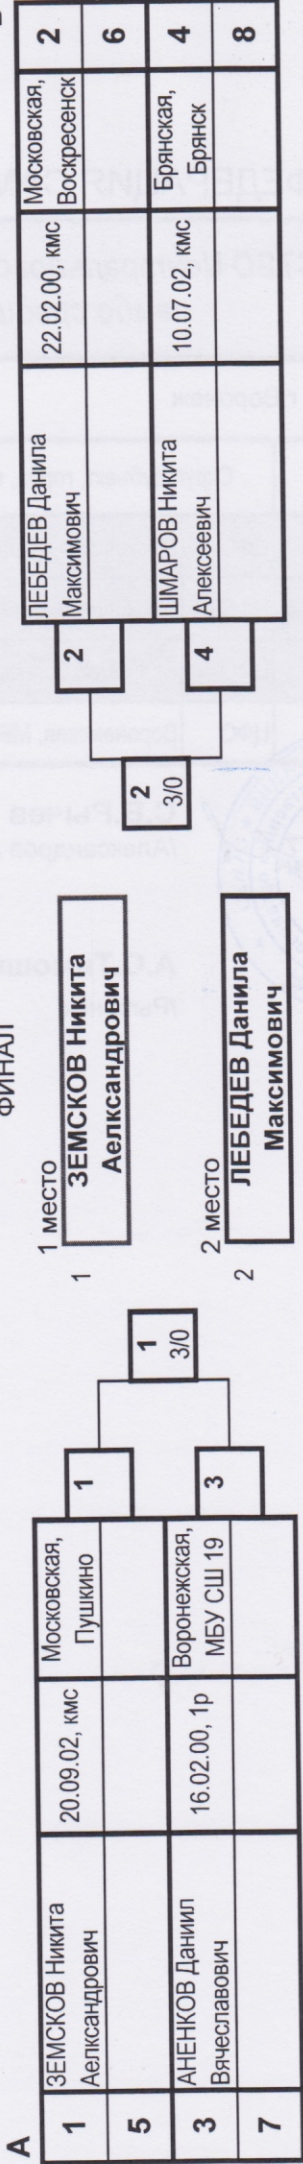 А
1
ЗЕМСКОВ Никита
Аелксандрович
20.09.02, кмс
Московская,
Пушкино
5
3
АНЕНКОВ Даниил
Вячеславович
16.02.00, 1р
Воронежская,
МБУ СШ 19
7
1
3
1
3/0
ФИНАЛ
1 место
1
ЗЕМСКОВ Никита
Аелксандрович
2 место
2
ЛЕБЕДЕВ Данила
Максимович
2
3/0
2
4
ЛЕБЕДЕВ Данила
Максимович
22.02.00, кмс
Московская,
Воскресенск
2
6
ШМАРОВ Никита
Алексеевич
10.07.02, кмс
Брянская,
Брянск
4
8